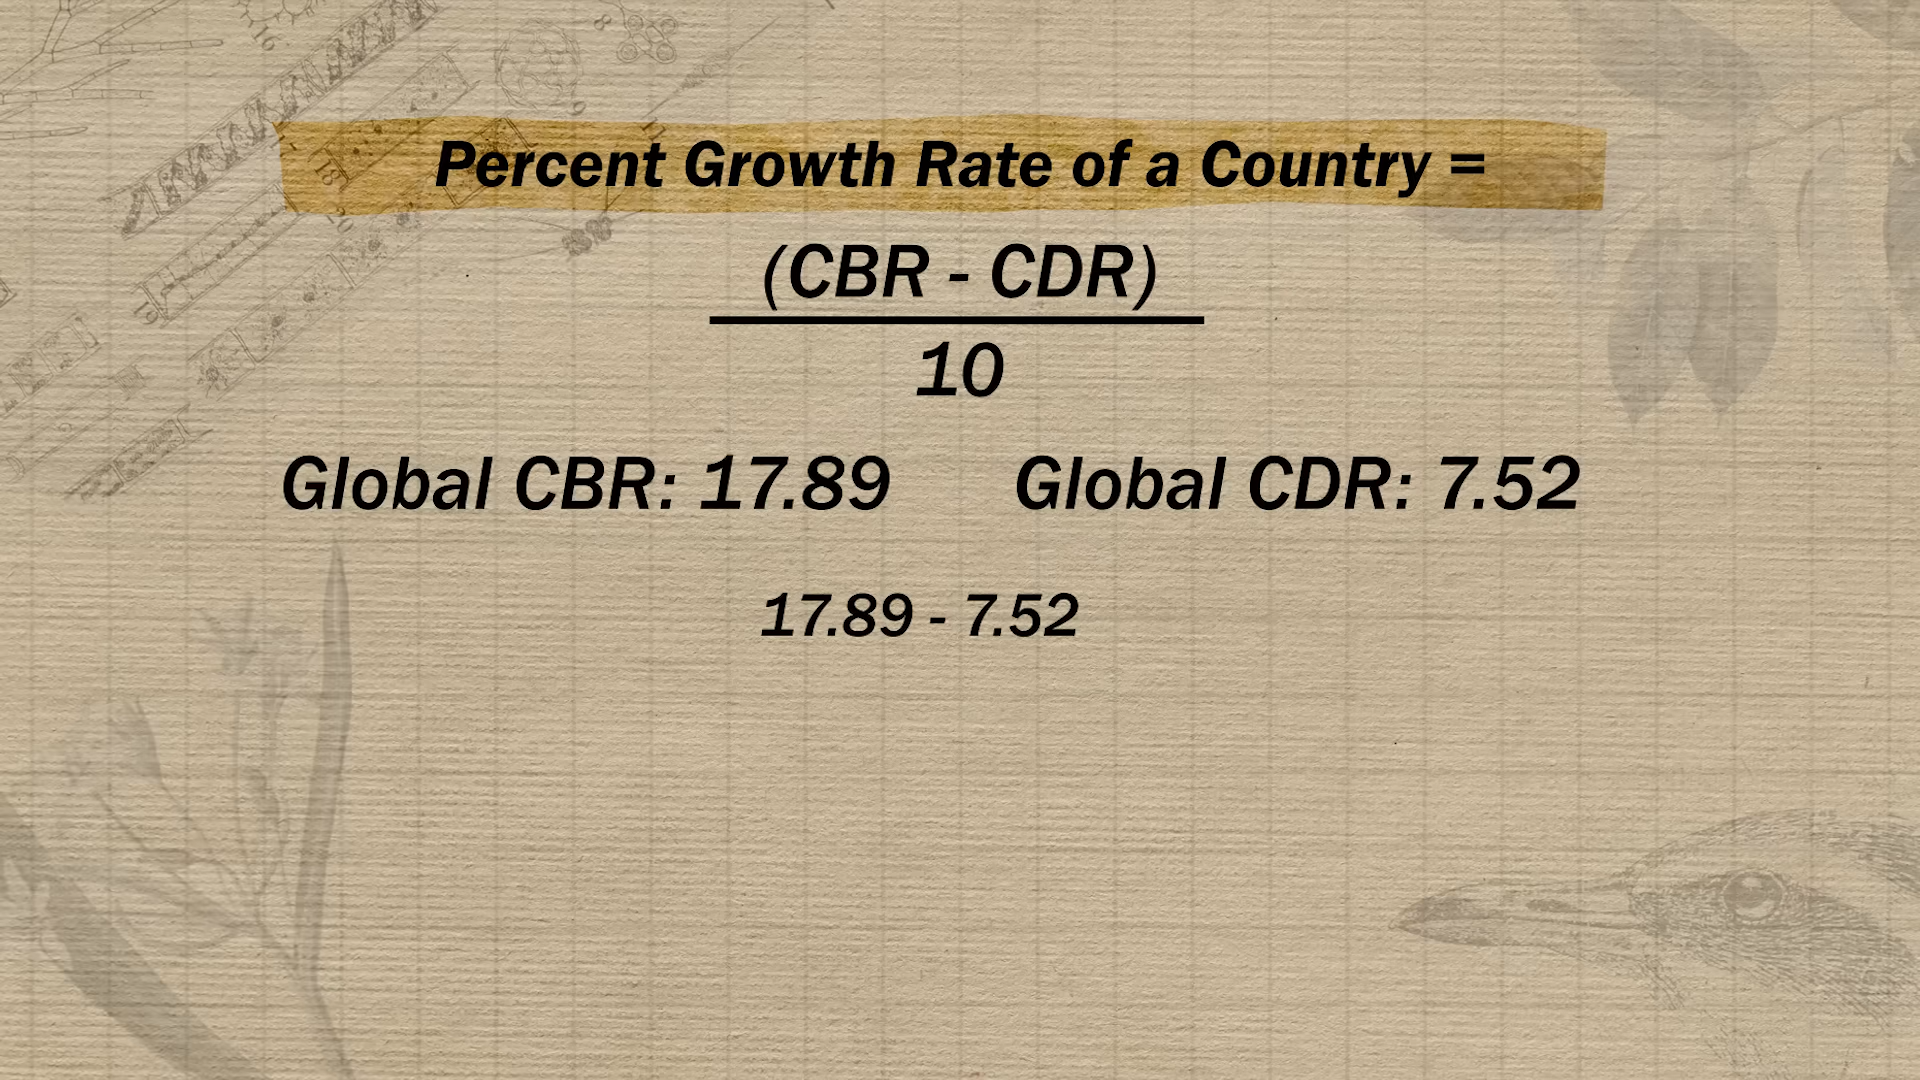 Percent Growth Rate of a Country =
(CBR - CDR)
10
Global CBR: 17.89 Global CDR: 7.52
17.89 - 7.52